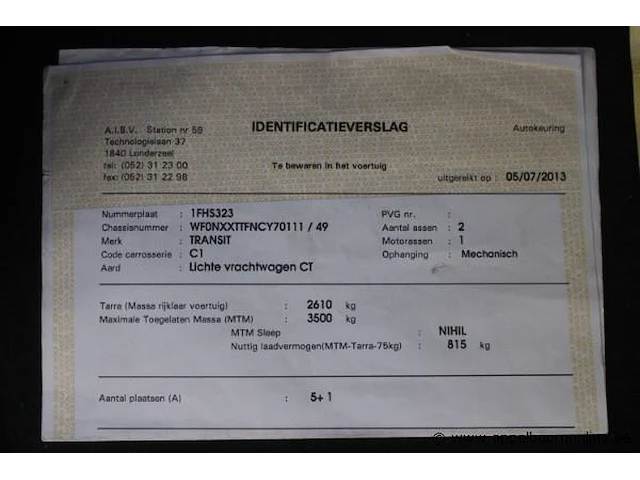 A.I.B.V. Station nr 59
Technologielaan 37
1840 Londerzeel
tel: (052) 31 23 00
fax: (052) 31 22 98
IDENTIFICATIEVERSLAG
Te bewaren in het voertuig
Autokeuring
uitgereikt op : 05/07/2013
Nummerplaat : 1FHS323
Chassisnummer : WF0NXXTTFNCY70111 / 49
Merk : TRANSIT
Code carrosserie : C1
Aard : Lichte vrachtwagen CT
PVG nr. :
Aantal assen : 2
Motorassen : 1
Ophanging : Mechanisch
Tarra (Massa rijklaar voertuig) : 2610 kg
Maximale Toegelaten Massa (MTM) : 3500 kg
MTM Sleep : NIHIL
Nuttig laadvermogen(MTM-Tarra-75kg) : 815 kg
Aantal plaatsen (A) : 5+1